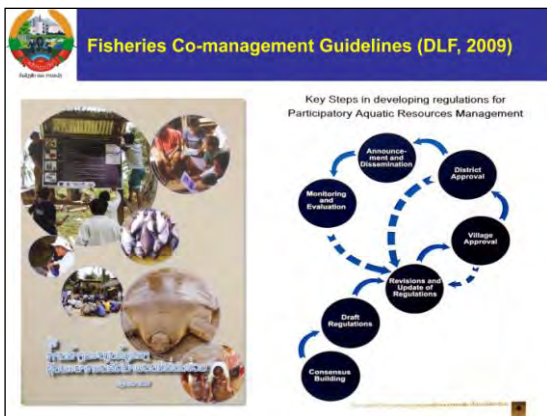 Fisheries Co-management Guidelines (DLF, 2009)
Key Steps in developing regulations for
Participatory Aquatic Resources Management
Announce-
ment and
Dissemination
District
Approval
Monitoring
and
Evaluation
Village
Approval
Revisions and
Update of
Regulations
Draft
Regulations
Consensus
Building